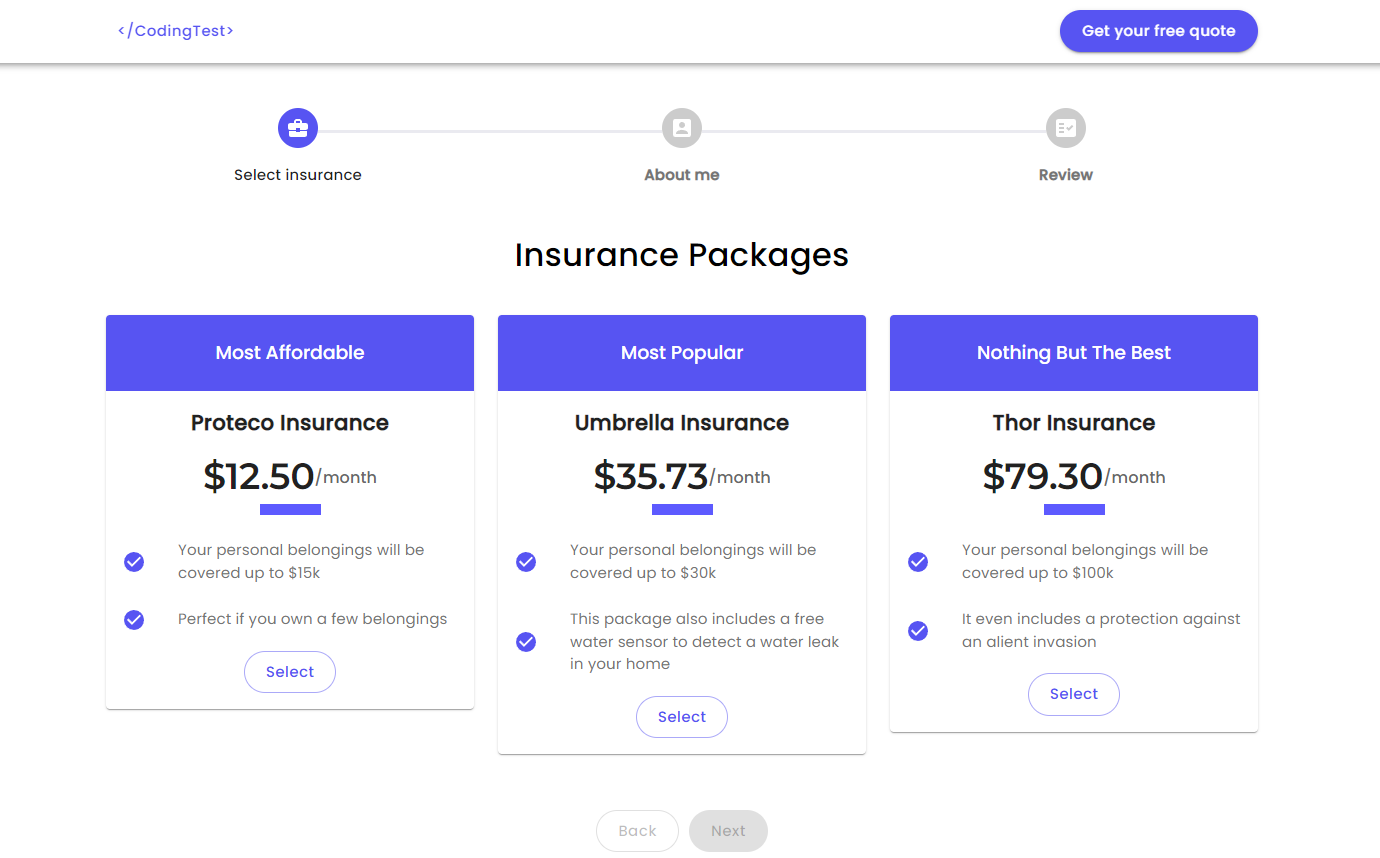 </CodingTest>
Get your free quote
Select insurance
About me
Review
Insurance Packages
Most Affordable
Proteco Insurance
$12.50/month
Your personal belongings will be
covered up to $15k
Perfect if you own a few belongings
Select
Most Popular
Umbrella Insurance
$35.73/month
Your personal belongings will be
covered up to $30k
This package also includes a free
water sensor to detect a water leak
in your home
Select
Nothing But The Best
Thor Insurance
$79.30/month
Your personal belongings will be
covered up to $100k
It even includes a protection against
an alient invasion
Select
Back
Next